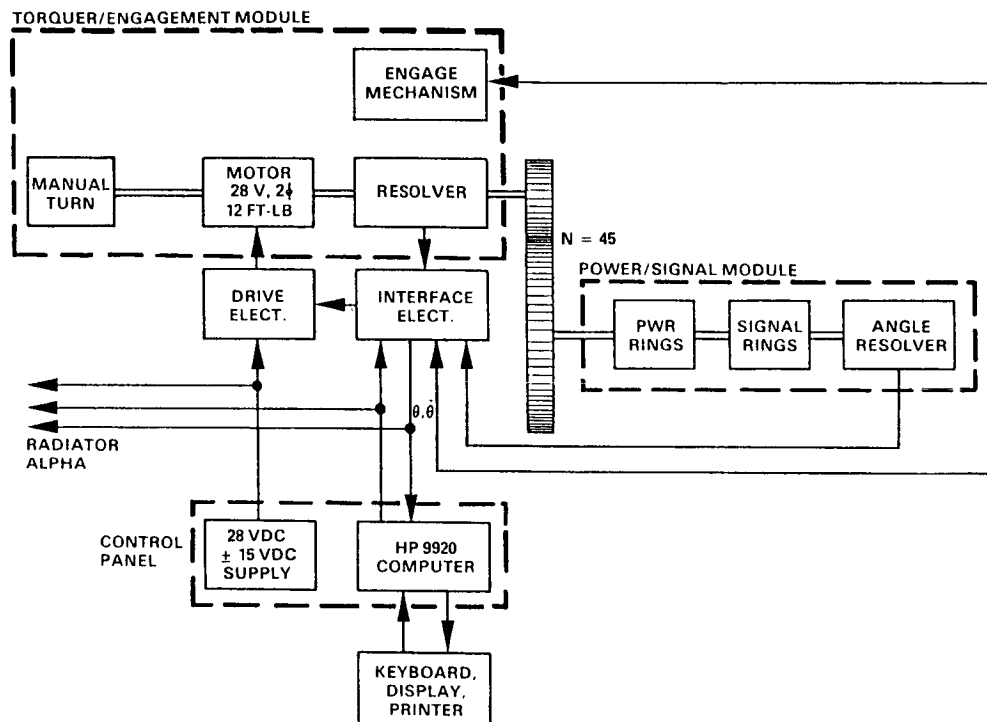 TORQUER/ENGAGEMENT MODULE
ENGAGE
MECHANISM
MANUAL
TURN
MOTOR
28 V, 2ϕ
12 FT-LB
RESOLVER
N = 45
POWER/SIGNAL MODULE
DRIVE
ELECT.
INTERFACE
ELECT.
PWR
RINGS
SIGNAL
RINGS
ANGLE
RESOLVER
θ, θ̇
RADIATOR
ALPHA
CONTROL
PANEL
28 VDC
± 15 VDC
SUPPLY
HP 9920
COMPUTER
KEYBOARD,
DISPLAY,
PRINTER